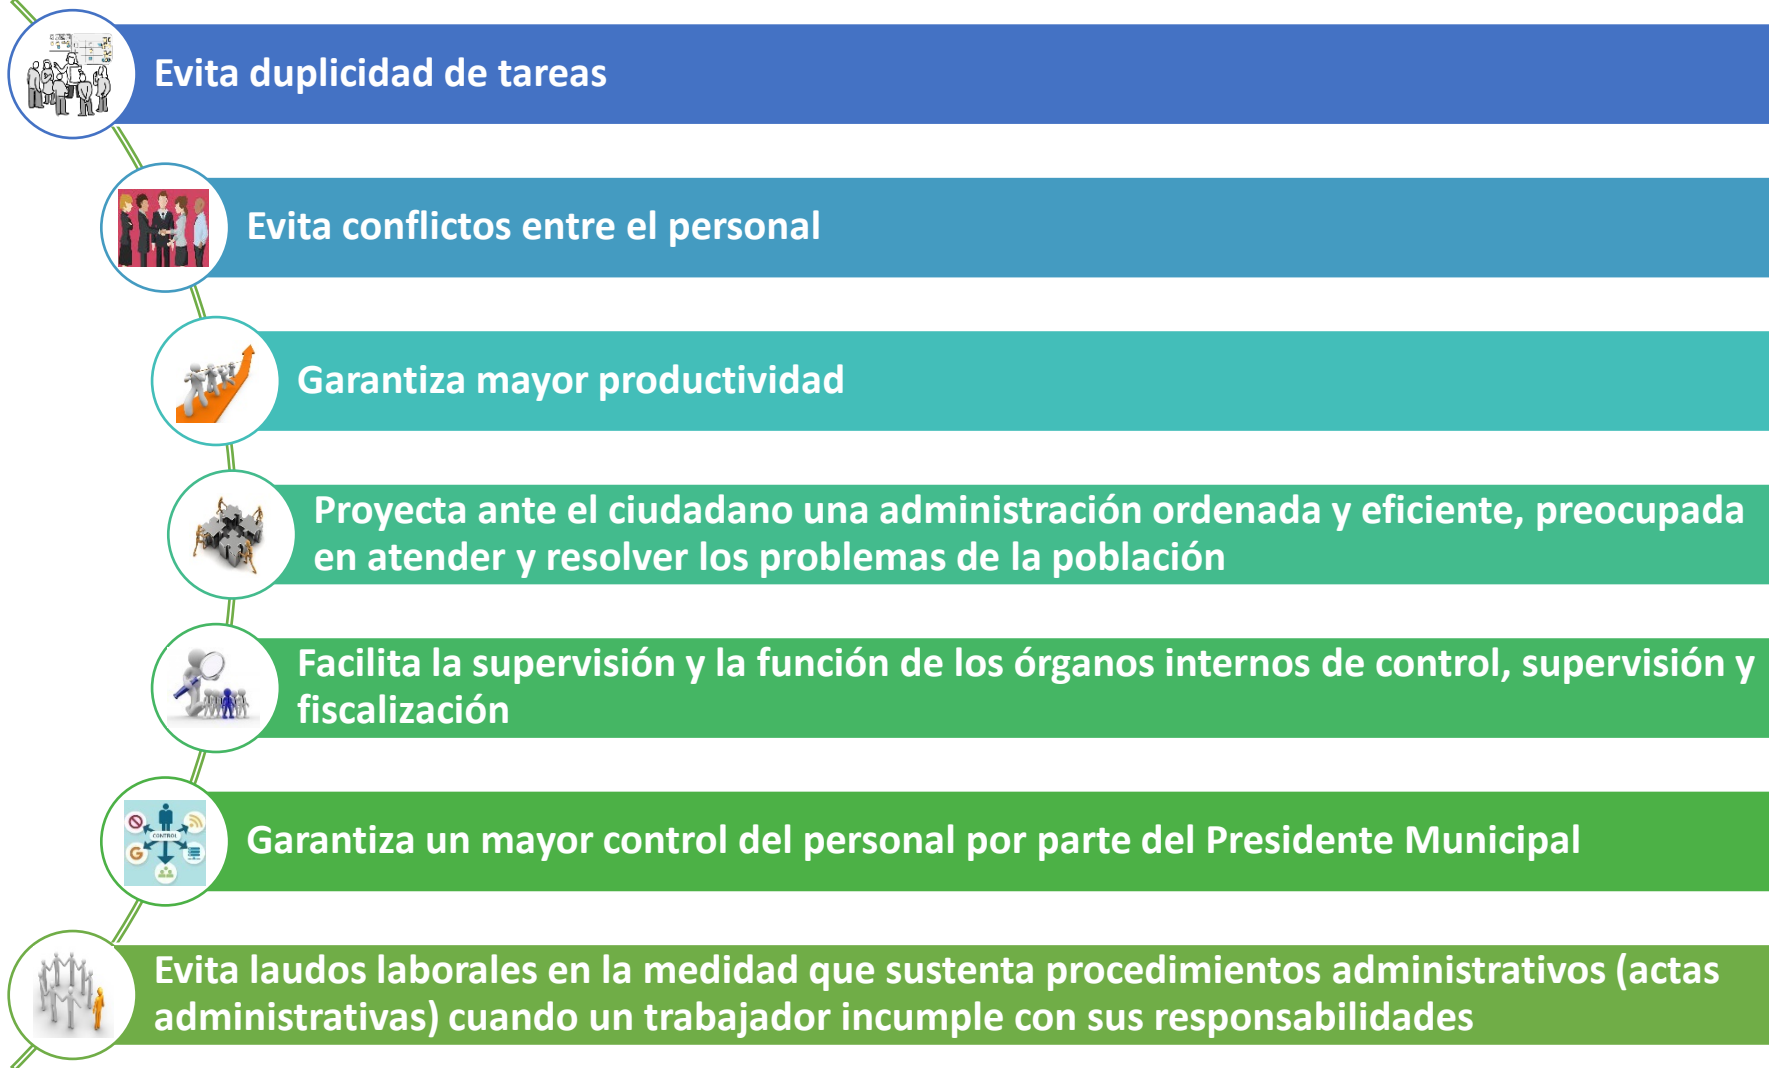 Evita duplicidad de tareas
Evita conflictos entre el personal
Garantiza mayor productividad
Proyecta ante el ciudadano una administración ordenada y eficiente, preocupada
en atender y resolver los problemas de la población
Facilita la supervisión y la función de los órganos internos de control, supervisión y
fiscalización
CONTROL
G
Garantiza un mayor control del personal por parte del Presidente Municipal
Evita laudos laborales en la medidad que sustenta procedimientos administrativos (actas
administrativas) cuando un trabajador incumple con sus responsabilidades